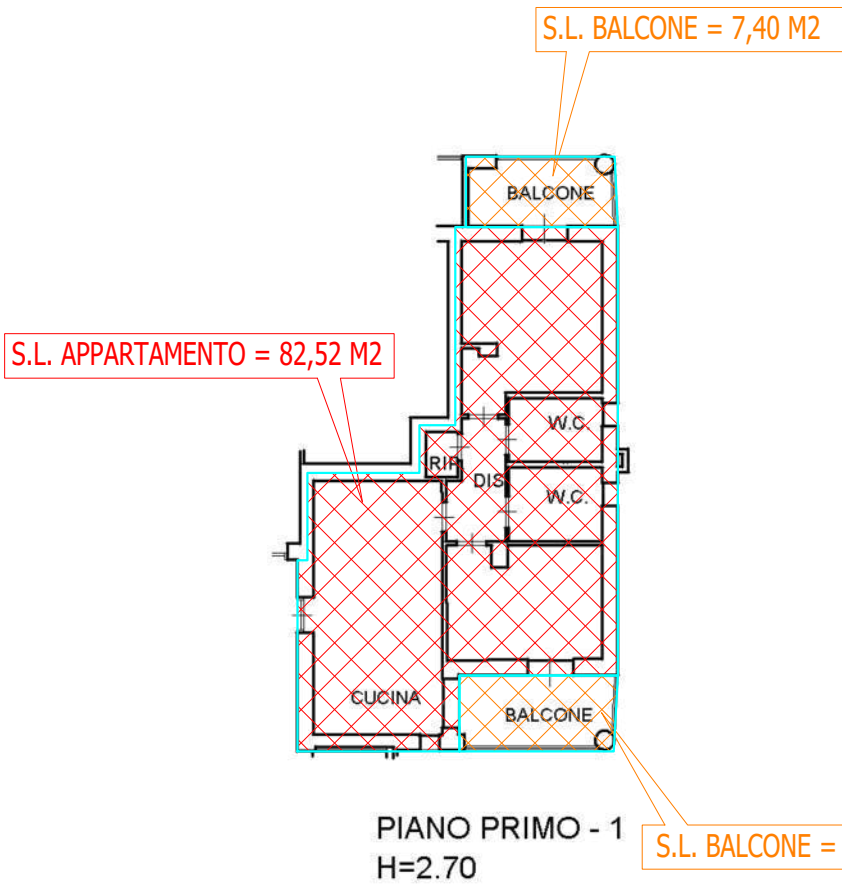 S.L. BALCONE = 7,40 M2
BALCONE
S.L. APPARTAMENTO = 82,52 M2
W.C.
RIP
DIS
W.C.
CUCINA
BALCONE
PIANO PRIMO - 1
S.L. BALCONE =
H=2.70